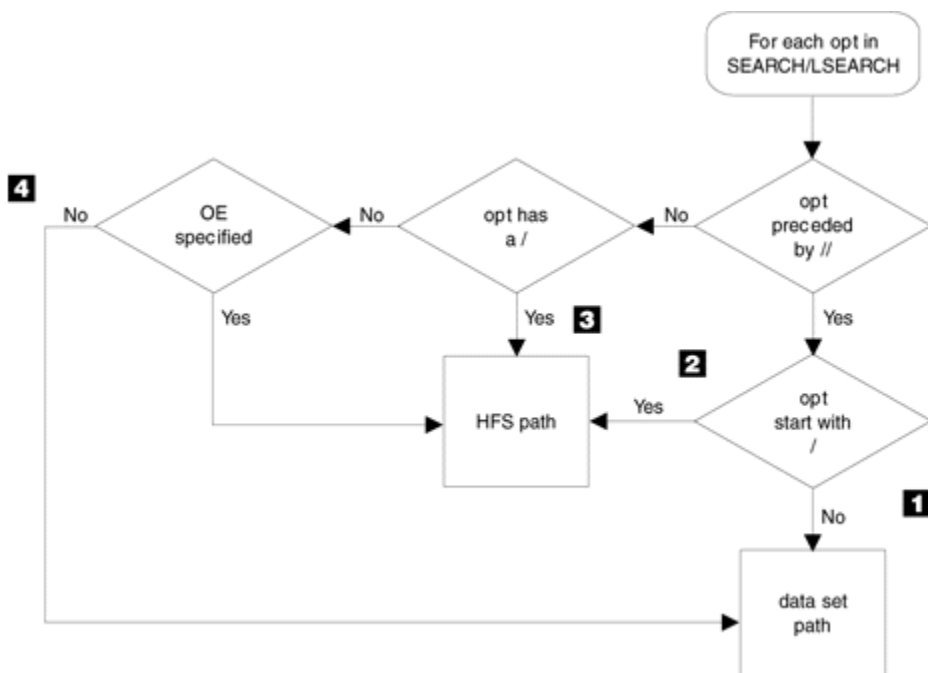 For each opt in
SEARCH/LSEARCH
4
No
OE
specified
No
opt has
a /
No
opt
preceded
by //
Yes
Yes
3
Yes
2
Yes
opt
start with
/
HFS path
1
No
data set
path